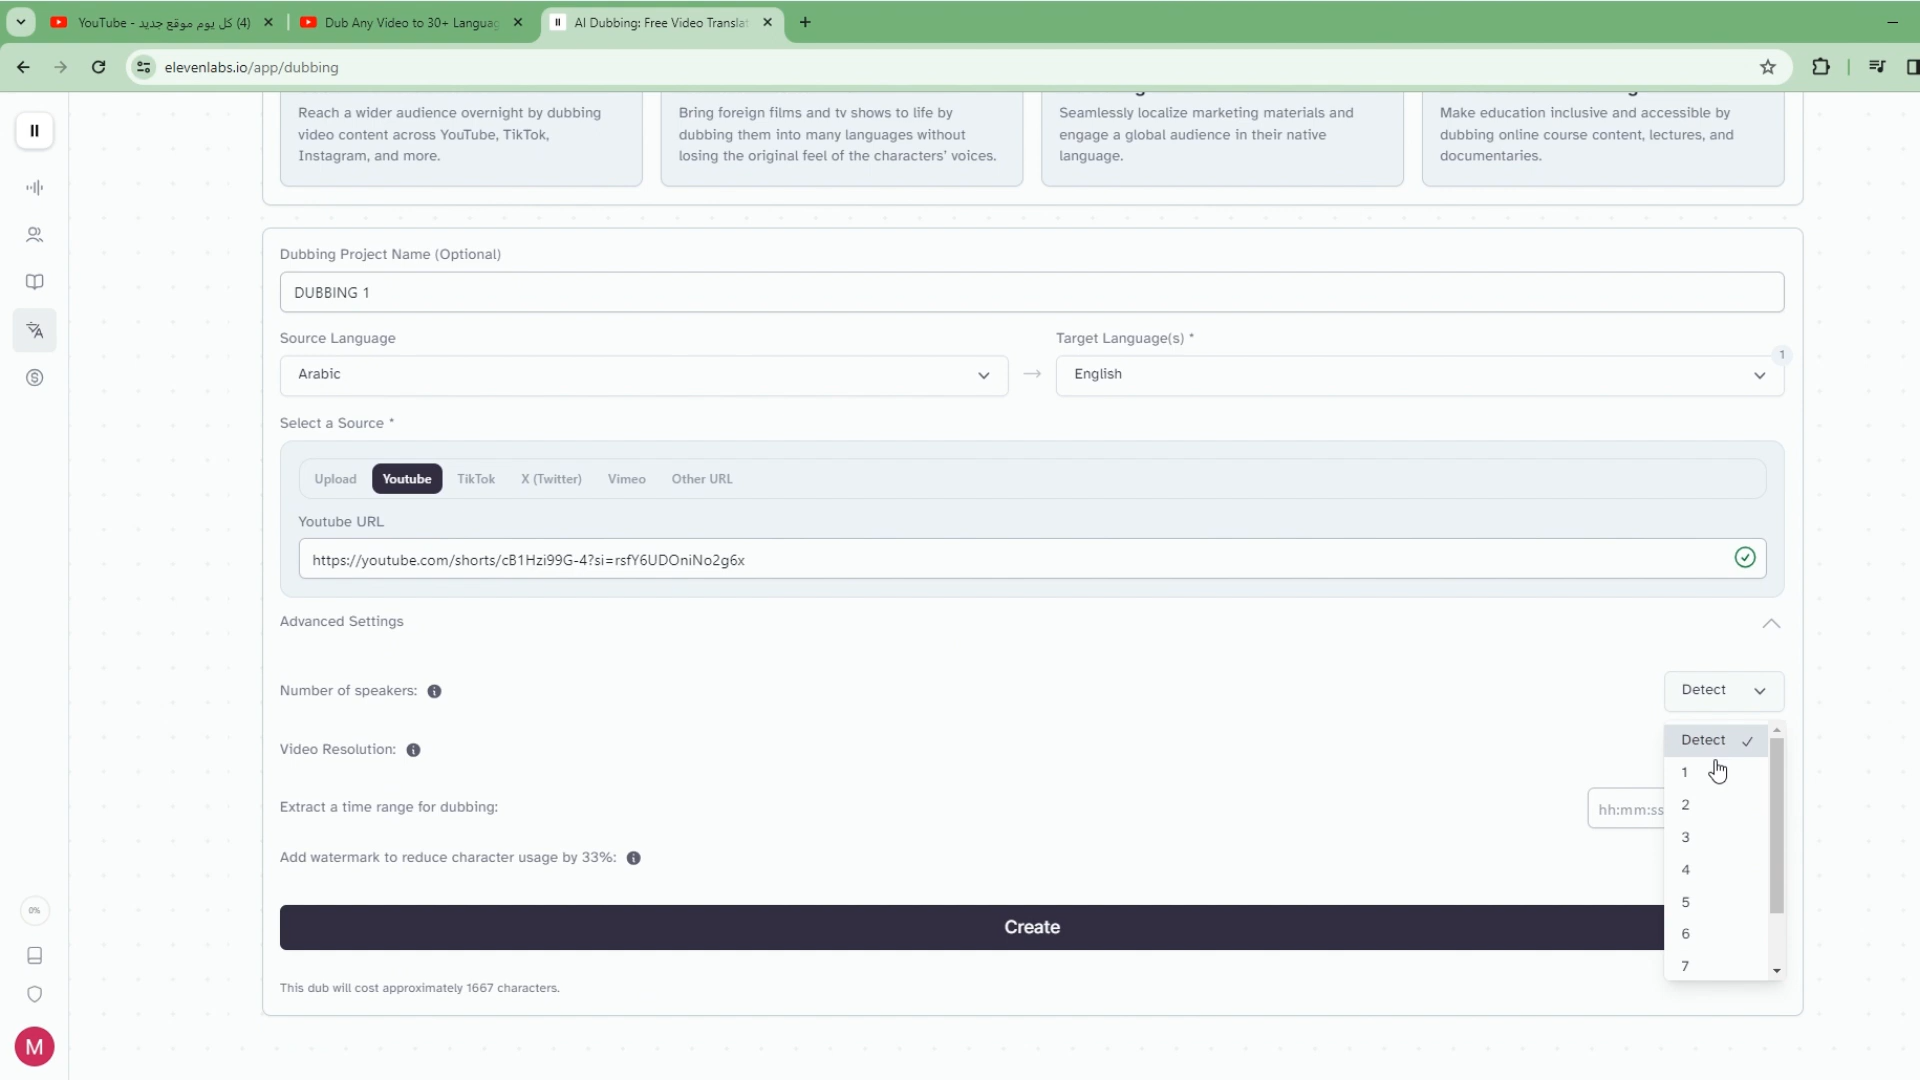 (4) كل يوم موقع جديد - YouTube
Dub Any Video to 30+ Languag
AI Dubbing: Free Video Translat
elevenlabs.io/app/dubbing
Reach a wider audience overnight by dubbing
video content across YouTube, TikTok,
Instagram, and more.
Bring foreign films and tv shows to life by
dubbing them into many languages without
losing the original feel of the characters' voices.
Seamlessly localize marketing materials and
engage a global audience in their native
language.
Make education inclusive and accessible by
dubbing online course content, lectures, and
documentaries.
Dubbing Project Name (Optional)
DUBBING 1
Source Language
Target Language(s) *
Arabic
English
1
Select a Source *
Upload
Youtube
TikTok
X (Twitter)
Vimeo
Other URL
Youtube URL
https://youtube.com/shorts/cB1Hzi99G-4?si=rsfY6UDOniNo2g6x
Advanced Settings
Number of speakers:
Detect
Video Resolution:
Detect
1
2
3
4
5
6
7
Extract a time range for dubbing:
hh:mm:ss
Add watermark to reduce character usage by 33%:
Create
This dub will cost approximately 1667 characters.
0%
M